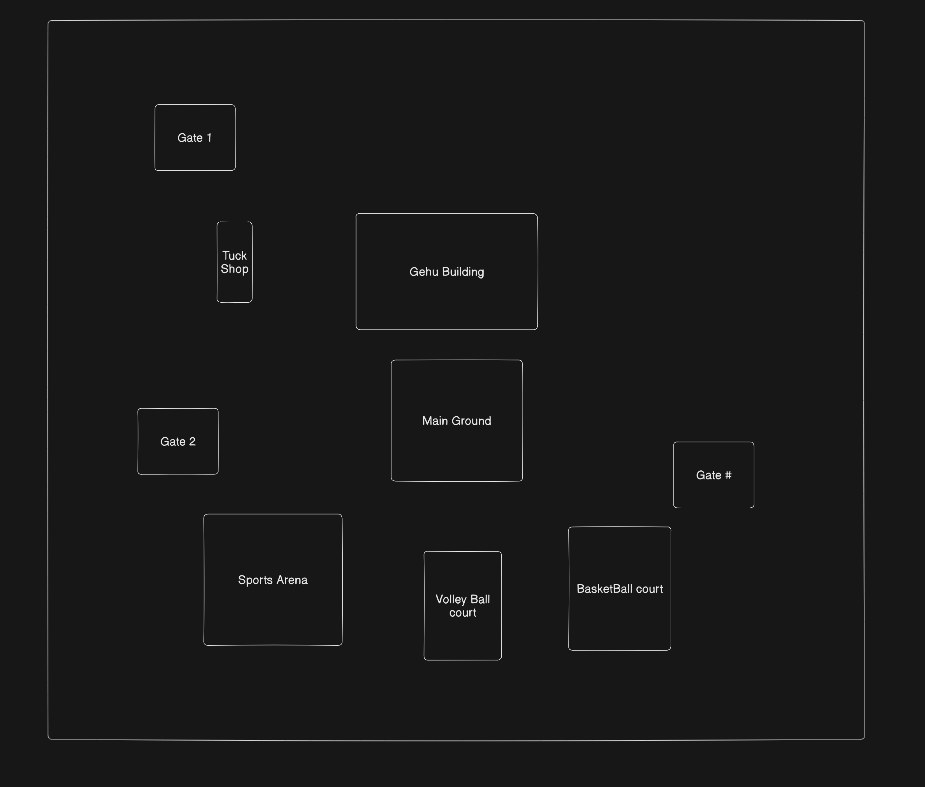 Gate 1
Tuck
Shop
Gehu Building
Main Ground
Gate 2
Gate #
Sports Arena
Volley Ball
court
BasketBall court